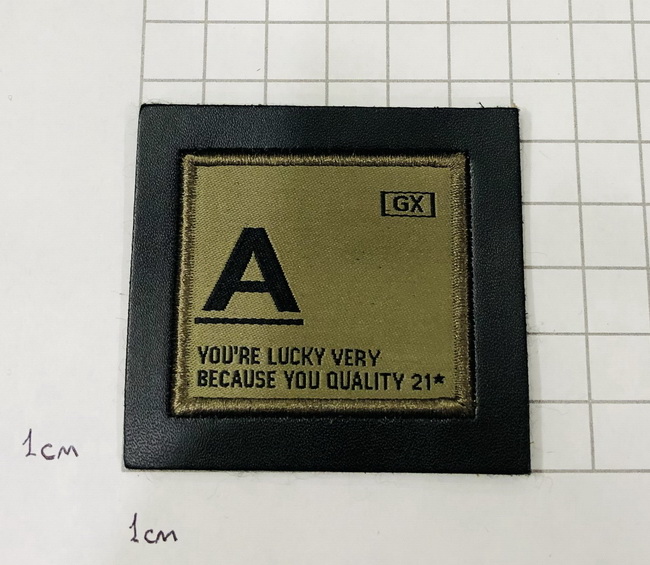 GX
A
YOU'RE LUCKY VERY
BECAUSE YOU QUALITY 21*
1cm
1cm